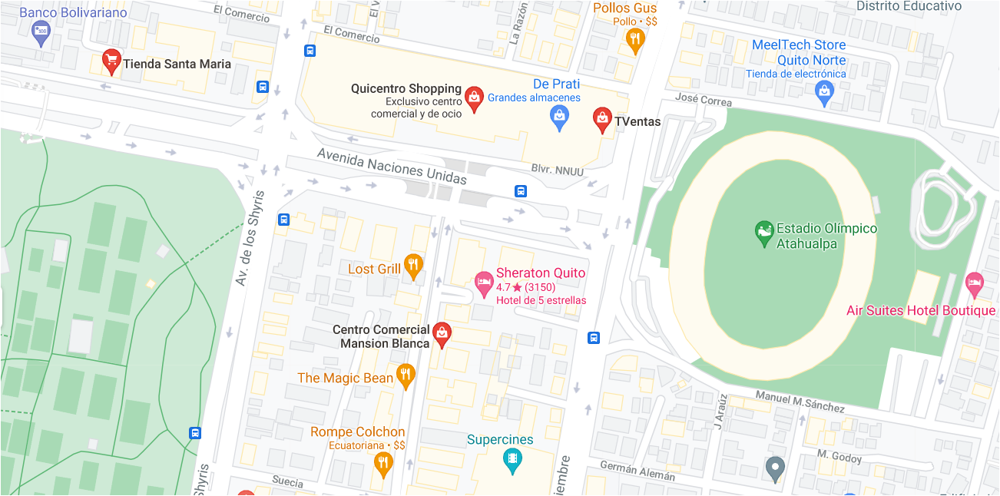 Banco Bolivariano
El Comercio
El V
La Razón
Pollos Gus
Pollo • $$
Distrito Educativo
El Comercio
MeelTech Store
Quito Norte
Tienda de electrónica
Tienda Santa Maria
Quicentro Shopping
Exclusivo centro
comercial y de ocio
De Prati
Grandes almacenes
José Correa
TVentas
Avenida Naciones Unidas
Blvr. NNUU
Av. de los Shyris
Estadio Olímpico
Atahualpa
Lost Grill
Sheraton Quito
4.7★ (3150)
Hotel de 5 estrellas
Air Suites Hotel Boutique
Centro Comercial
Mansion Blanca
The Magic Bean
Manuel M.Sánchez
J Araúz
Rompe Colchon
Ecuatoriana • $$
Supercines
M. Godoy
Germán Alemán
iembre
Shyris
Suecia